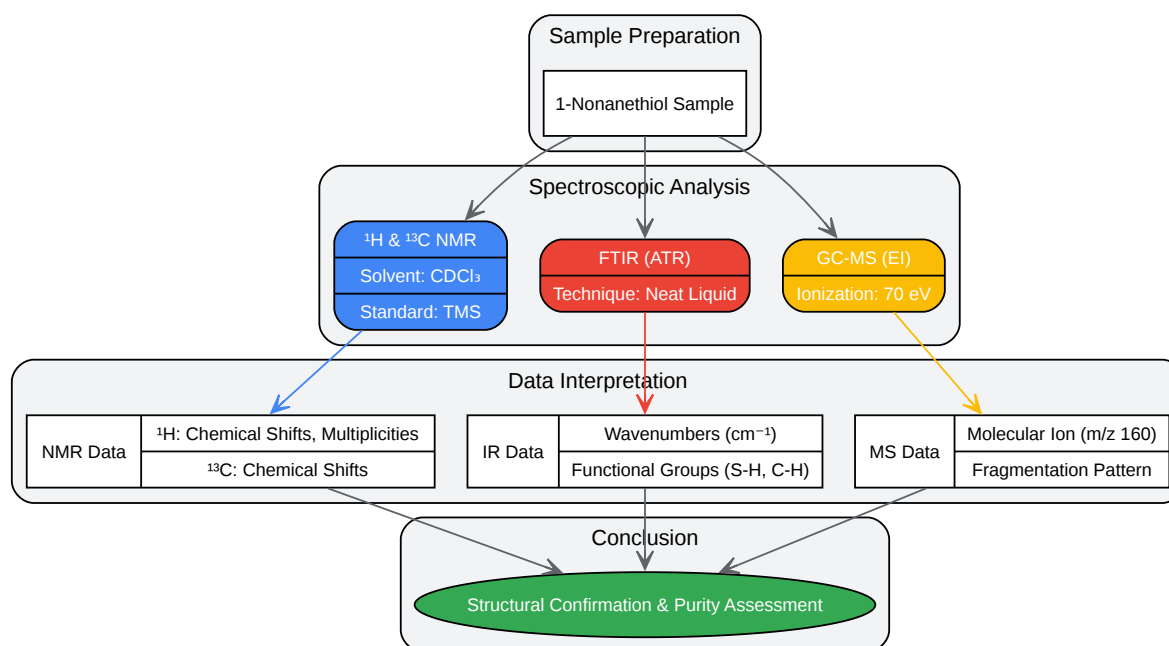 Sample Preparation
1-Nonanethiol Sample
Spectroscopic Analysis
¹H & ¹³C NMR
Solvent: CDCl₃
Standard: TMS
FTIR (ATR)
Technique: Neat Liquid
GC-MS (EI)
Ionization: 70 eV
Data Interpretation
NMR Data
¹H: Chemical Shifts, Multiplicities
¹³C: Chemical Shifts
IR Data
Wavenumbers (cm⁻¹)
Functional Groups (S-H, C-H)
MS Data
Molecular Ion (m/z 160)
Fragmentation Pattern
Conclusion
Structural Confirmation & Purity Assessment